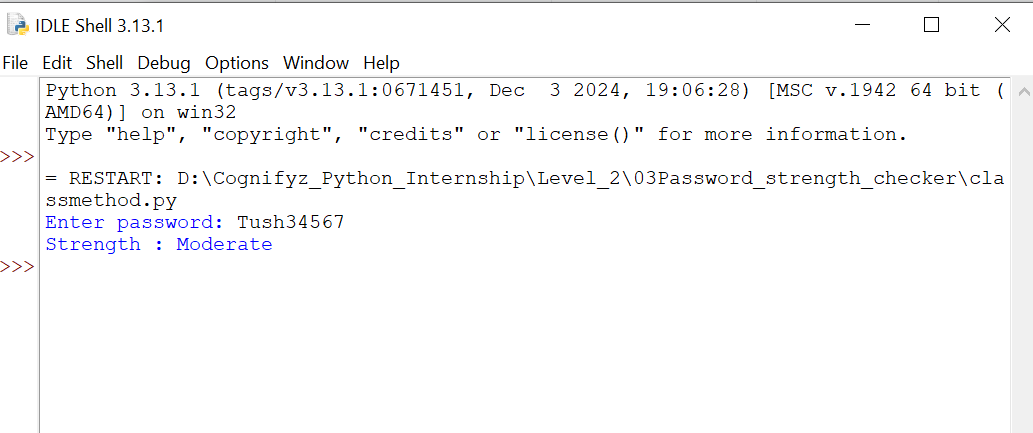 IDLE Shell 3.13.1
File Edit Shell Debug Options Window Help
Python 3.13.1 (tags/v3.13.1:0671451, Dec  3 2024, 19:06:28) [MSC v.1942 64 bit (
AMD64)] on win32
Type "help", "copyright", "credits" or "license()" for more information.
>>>
= RESTART: D:\Cognifyz_Python_Internship\Level_2\03Password_strength_checker\cla
ssmethod.py
Enter password: Tush34567
Strength : Moderate
>>>